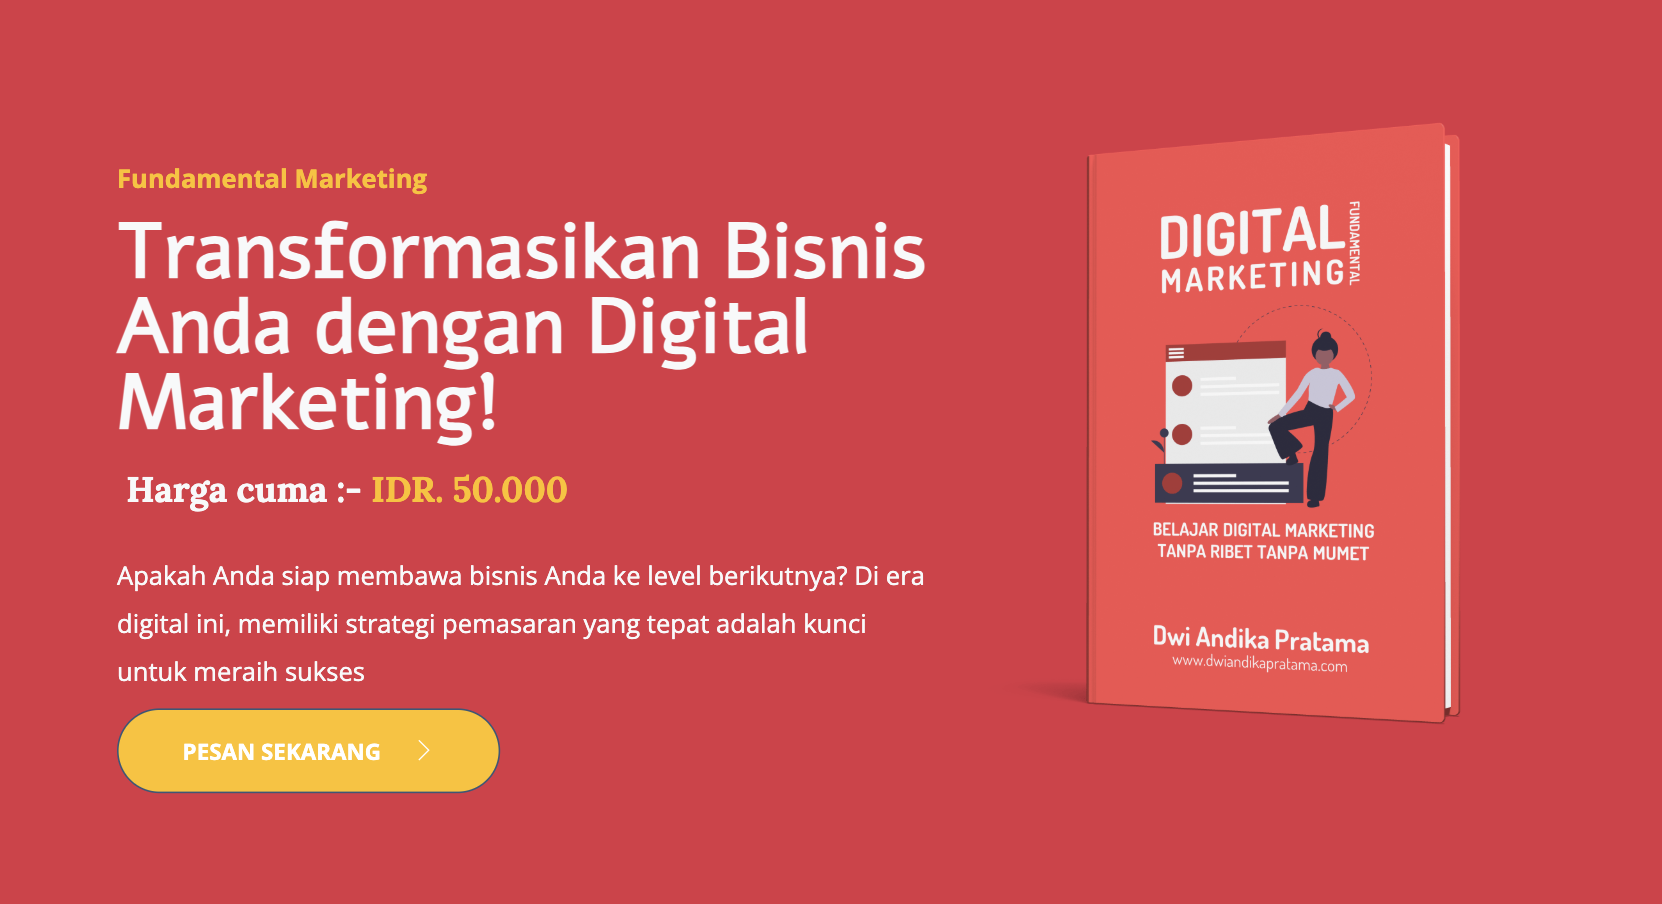 Fundamental Marketing
Transformasikan Bisnis
Anda dengan Digital
Marketing!
Harga cuma :- IDR. 50.000
Apakah Anda siap membawa bisnis Anda ke level berikutnya? Di era
digital ini, memiliki strategi pemasaran yang tepat adalah kunci
untuk meraih sukses
PESAN SEKARANG
DIGITAL
MARKETING
FUNDAMENTAL
BELAJAR DIGITAL MARKETING
TANPA RIBET TANPA MUMET
Dwi Andika Pratama
www.dwiandikapratama.com